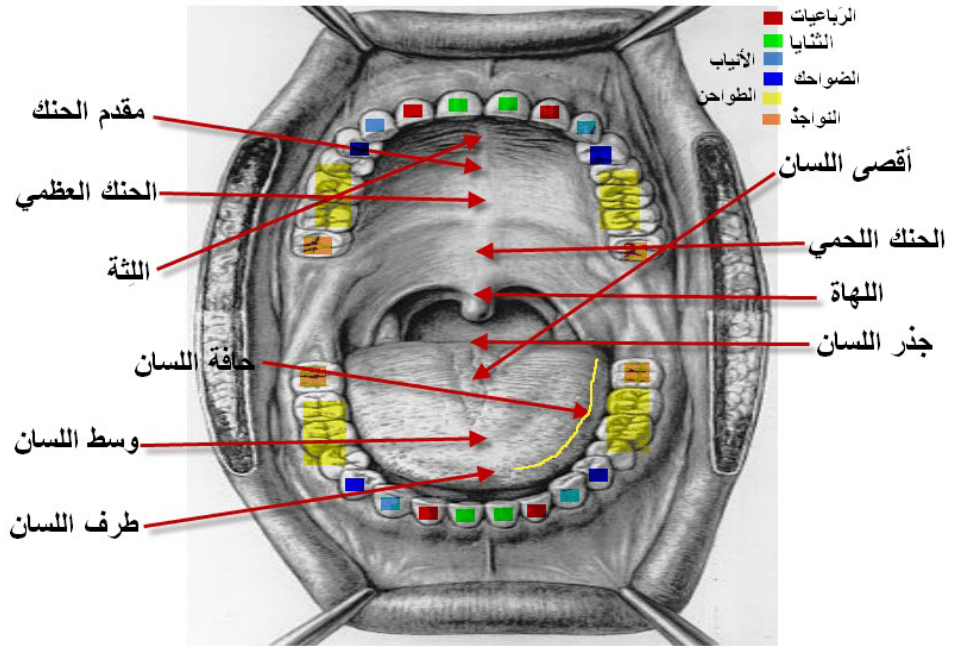 الرَباعيات
الثنايا
الأنياب
الضواحك
الطواحن
النواجذ
مقدم الحنك
أقصى اللسان
الحنك العظمي
الحنك اللحمي
اللِثة
اللهاة
جذر اللسان
حافة اللسان
وسط اللسان
طرف اللسان